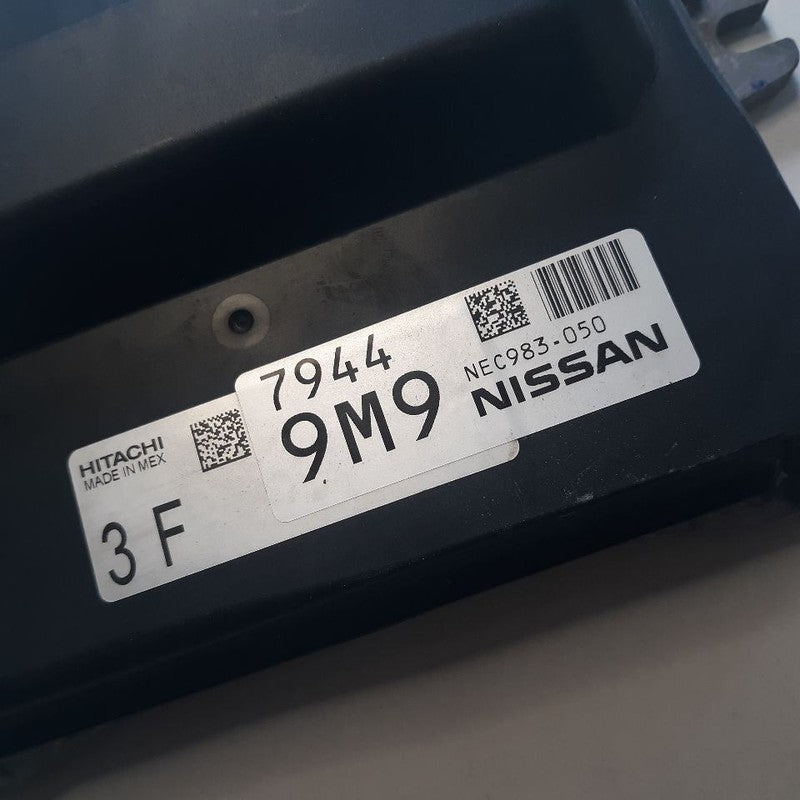 HITACHI
MADE IN MEX
3 F
7944
9M9
NEC983-050
NISSAN